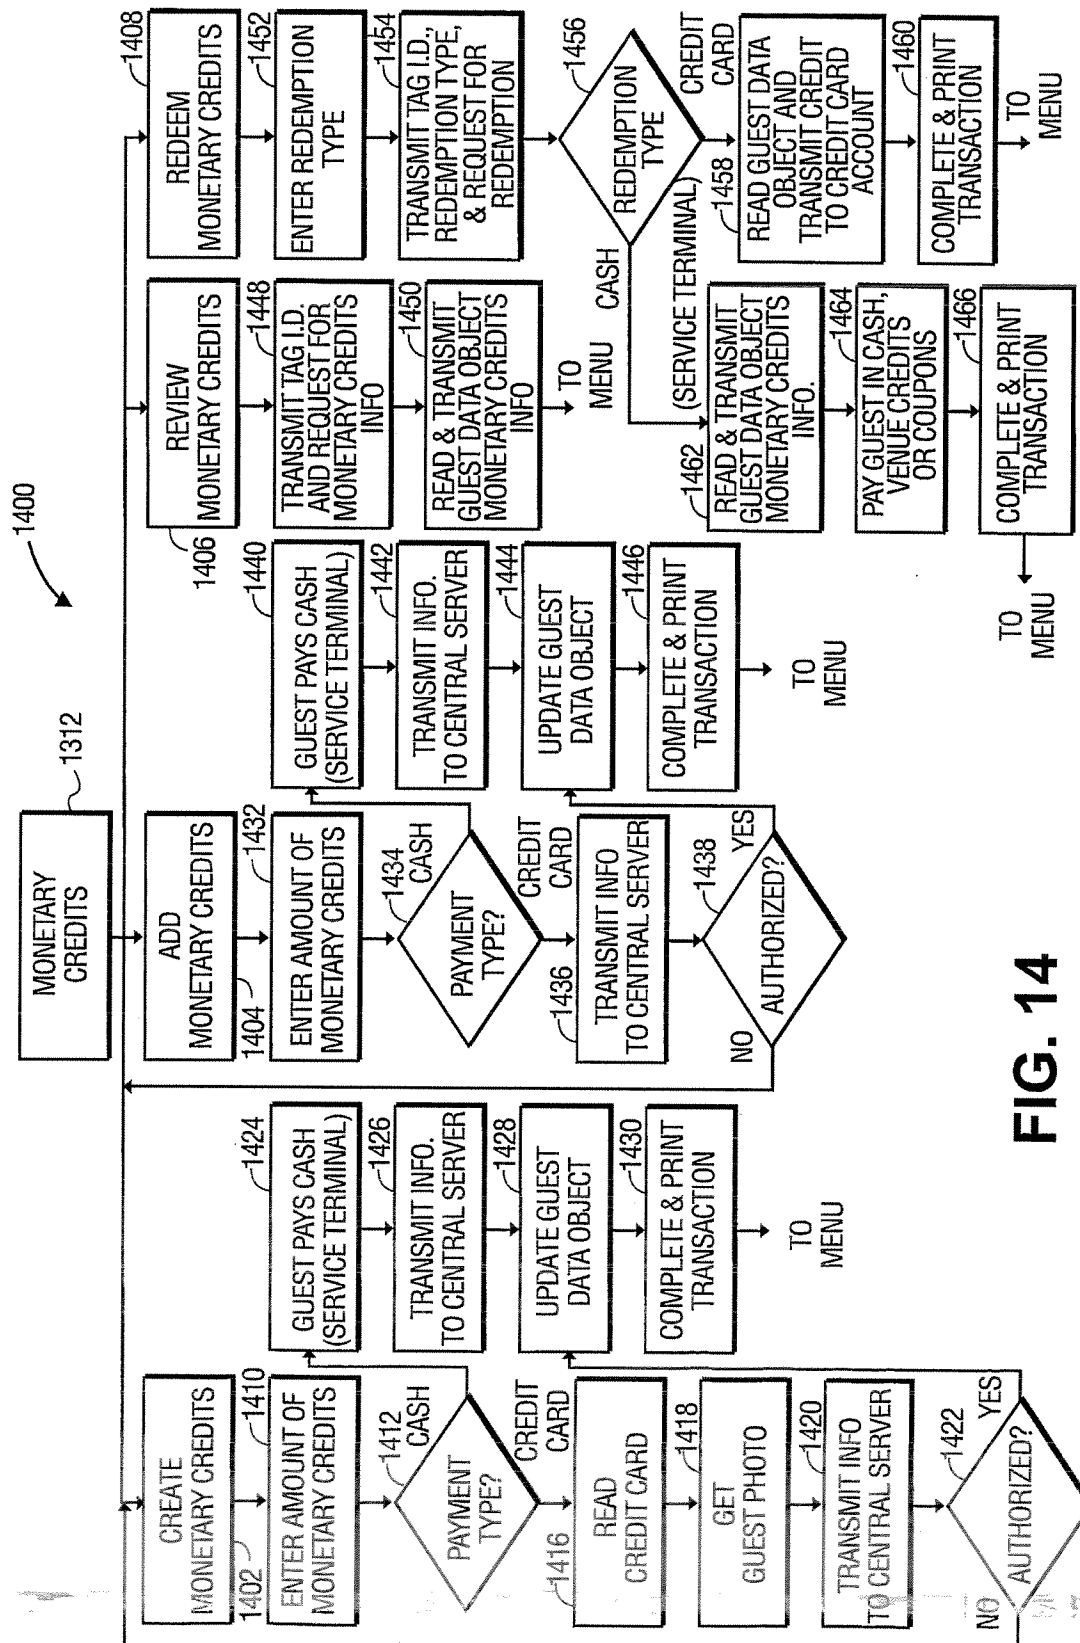 1400
MONETARY
CREDITS
1312
CREATE
MONETARY CREDITS
1402
ENTER AMOUNT OF
MONETARY CREDITS
1410
PAYMENT
TYPE?
1412
CASH
CREDIT
CARD
READ
CREDIT CARD
1416
GET
GUEST PHOTO
1418
TRANSMIT INFO
TO CENTRAL SERVER
1420
AUTHORIZED?
1422
NO
YES
GUEST PAYS CASH
(SERVICE TERMINAL)
1424
TRANSMIT INFO.
TO CENTRAL SERVER
1426
UPDATE GUEST
DATA OBJECT
1428
COMPLETE & PRINT
TRANSACTION
1430
TO
MENU
ADD
MONETARY CREDITS
1404
ENTER AMOUNT OF
MONETARY CREDITS
1432
PAYMENT
TYPE?
1434
CASH
CREDIT
CARD
TRANSMIT INFO
TO CENTRAL SERVER
1436
AUTHORIZED?
1438
NO
YES
GUEST PAYS CASH
(SERVICE TERMINAL)
1440
TRANSMIT INFO.
TO CENTRAL SERVER
1442
UPDATE GUEST
DATA OBJECT
1444
COMPLETE & PRINT
TRANSACTION
1446
TO
MENU
REVIEW
MONETARY CREDITS
1406
TRANSMIT TAG I.D.
AND REQUEST FOR
MONETARY CREDITS
INFO
1448
READ & TRANSMIT
GUEST DATA OBJECT
MONETARY CREDITS
INFO
1450
TO
MENU
REDEEM
MONETARY CREDITS
1408
ENTER REDEMPTION
TYPE
1452
TRANSMIT TAG I.D.,
REDEMPTION TYPE,
& REQUEST FOR
REDEMPTION
1454
REDEMPTION
TYPE
1456
CASH
(SERVICE TERMINAL)
CREDIT
CARD
READ GUEST DATA
OBJECT AND
TRANSMIT CREDIT
TO CREDIT CARD
ACCOUNT
1458
COMPLETE & PRINT
TRANSACTION
1460
TO
MENU
READ & TRANSMIT
GUEST DATA OBJECT
MONETARY CREDITS
INFO.
1462
PAY GUEST IN CASH,
VENUE CREDITS
OR COUPONS
1464
COMPLETE & PRINT
TRANSACTION
1466
TO
MENU
FIG. 14